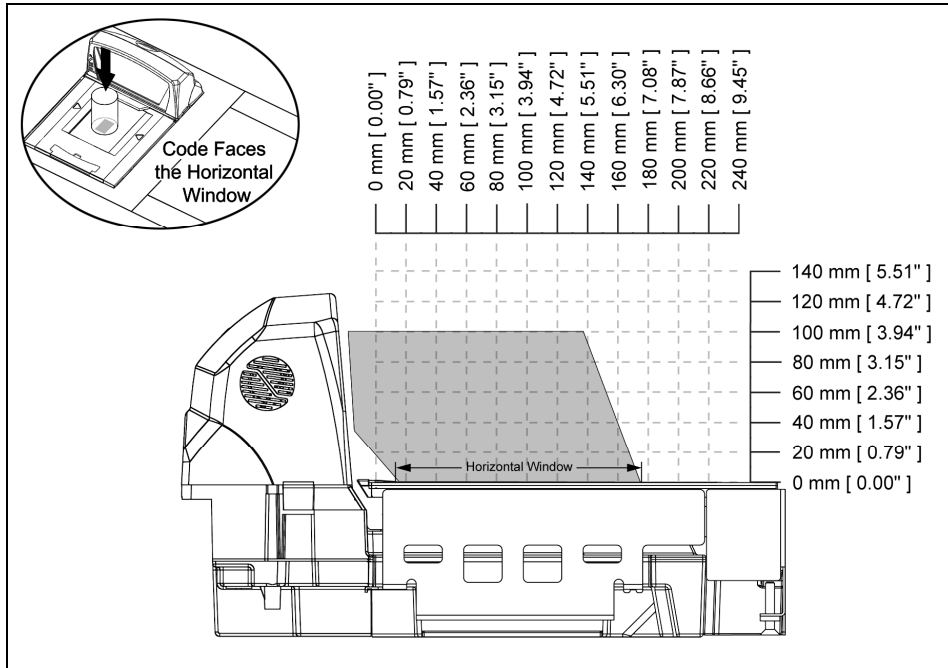 Code Faces
the Horizontal
Window
0 mm [ 0.00" ]
20 mm [ 0.79" ]
40 mm [ 1.57" ]
60 mm [ 2.36" ]
80 mm [ 3.15" ]
100 mm [ 3.94" ]
120 mm [ 4.72" ]
140 mm [ 5.51" ]
160 mm [ 6.30" ]
180 mm [ 7.08" ]
200 mm [ 7.87" ]
220 mm [ 8.66" ]
240 mm [ 9.45" ]
140 mm [ 5.51" ]
120 mm [ 4.72" ]
100 mm [ 3.94" ]
80 mm [ 3.15" ]
60 mm [ 2.36" ]
40 mm [ 1.57" ]
20 mm [ 0.79" ]
0 mm [ 0.00" ]
Horizontal Window